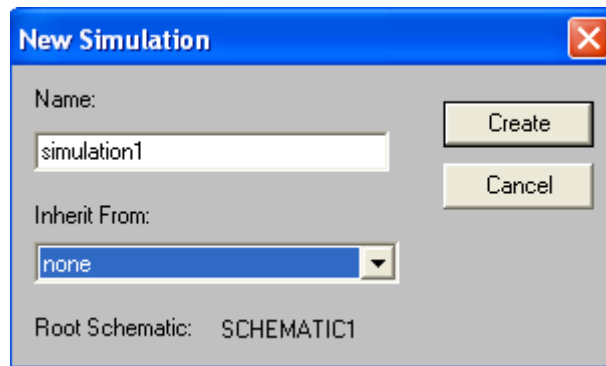 New Simulation
Name:
Create
simulation1
Cancel
Inherit From:
none
Root Schematic: SCHEMATIC1